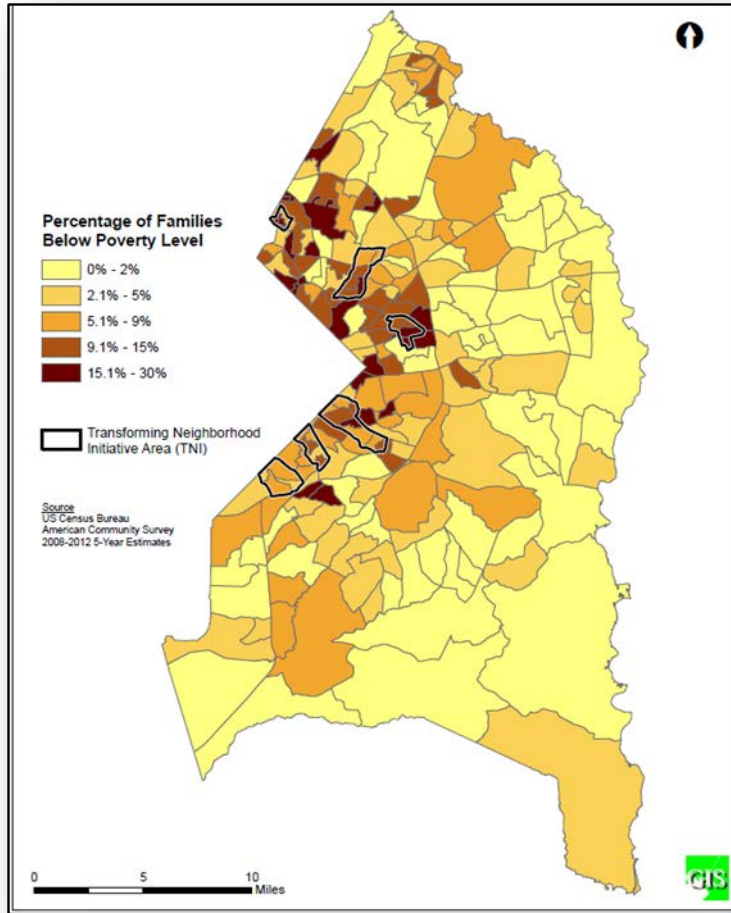 Percentage of Families
Below Poverty Level
0% - 2%
2.1% - 5%
5.1% - 9%
9.1% - 15%
15.1% - 30%
Transforming Neighborhood
Initiative Area (TNI)
Source
US Census Bureau
American Community Survey
2008-2012 5-Year Estimates
0 5 10
Miles
GIS